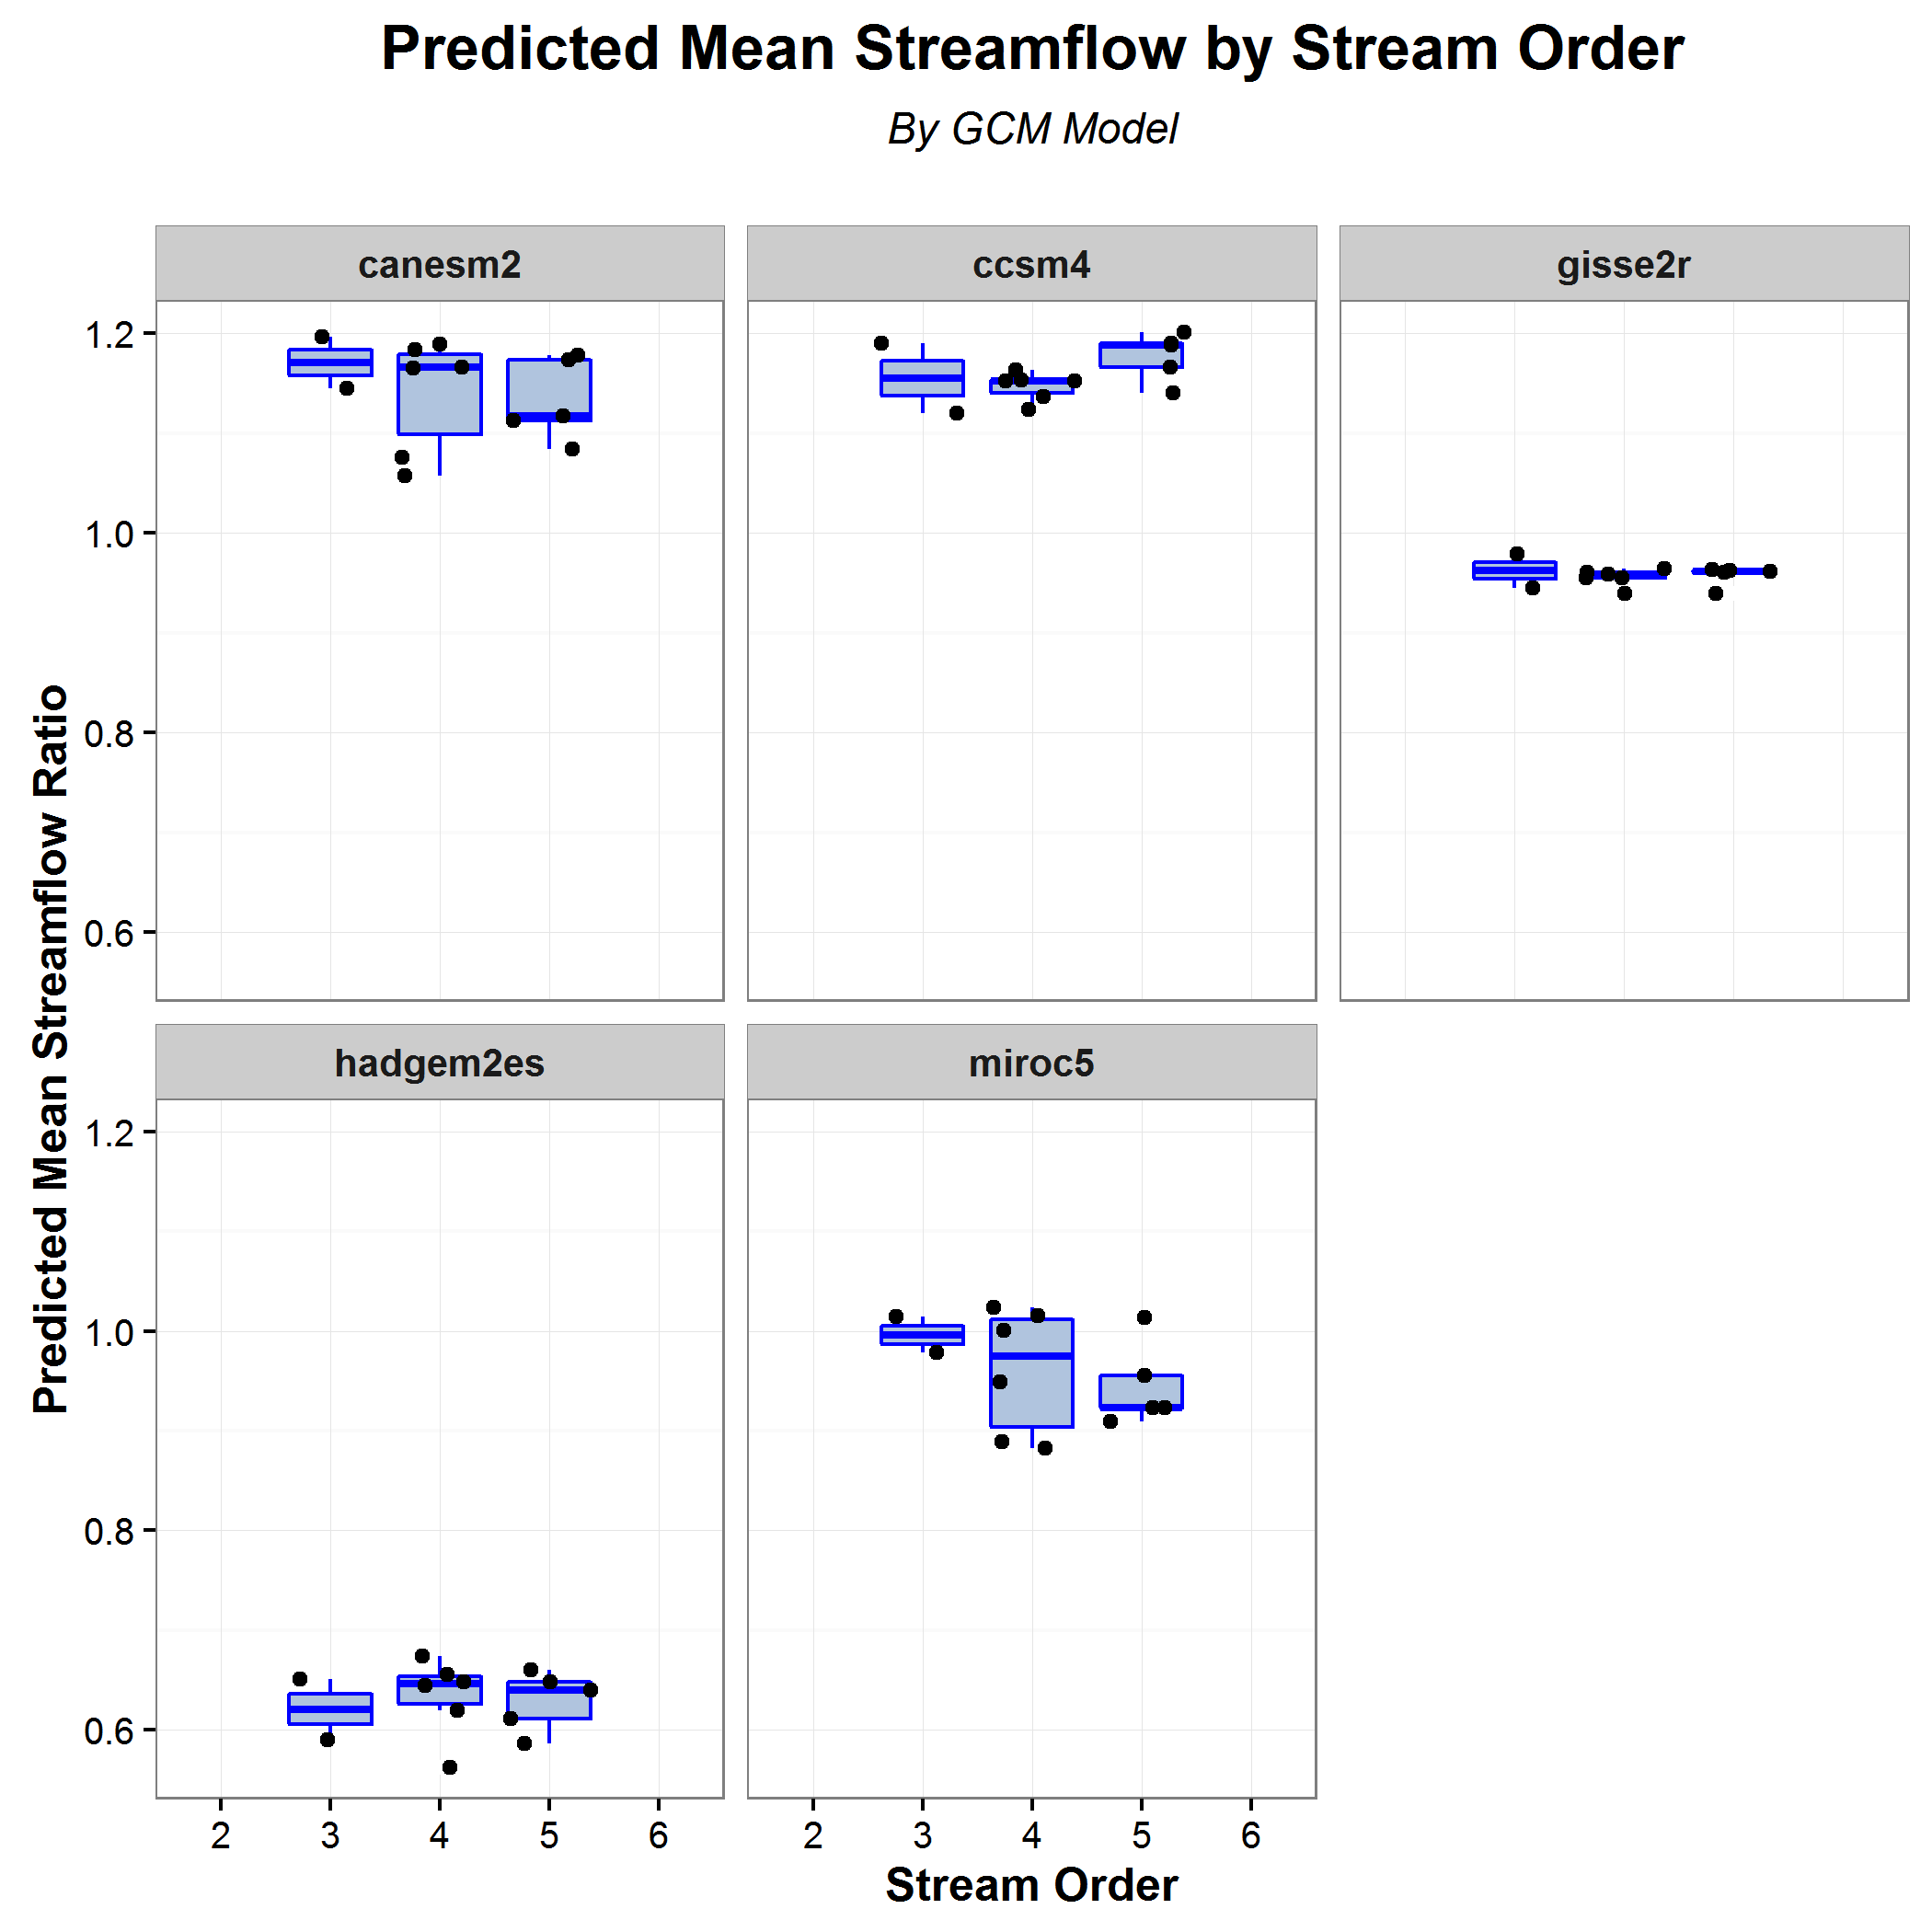 Predicted Mean Streamflow by Stream Order
By GCM Model
canesm2
ccsm4
gisse2r
1.2
1.0
0.8
0.6
hadgem2es
miroc5
1.2
1.0
0.8
0.6
2 3 4 5 6
2 3 4 5 6
Stream Order
Predicted Mean Streamflow Ratio